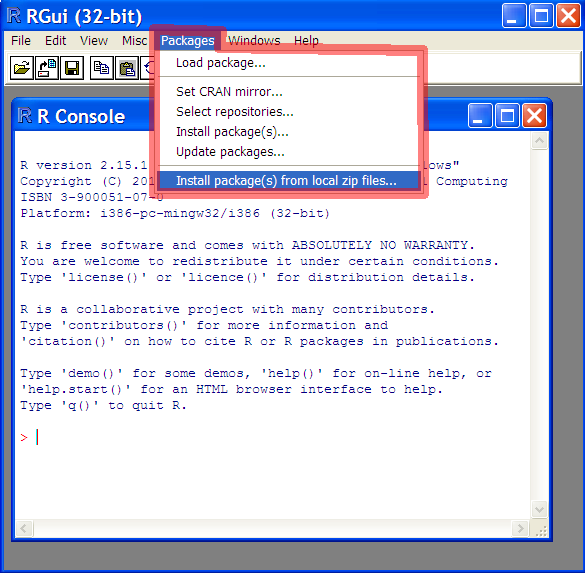 RGui (32-bit)
File Edit View Misc Packages Windows Help
Load package...
Set CRAN mirror...
Select repositories...
Install package(s)...
Update packages...
Install package(s) from local zip files...
R Console
R version 2.15.1 ows"
Copyright (C) 20 l Computing
ISBN 3-900051-07-0
Platform: i386-pc-mingw32/i386 (32-bit)
R is free software and comes with ABSOLUTELY NO WARRANTY.
You are welcome to redistribute it under certain conditions.
Type 'license()' or 'licence()' for distribution details.
R is a collaborative project with many contributors.
Type 'contributors()' for more information and
'citation()' on how to cite R or R packages in publications.
Type 'demo()' for some demos, 'help()' for on-line help, or
'help.start()' for an HTML browser interface to help.
Type 'q()' to quit R.
>